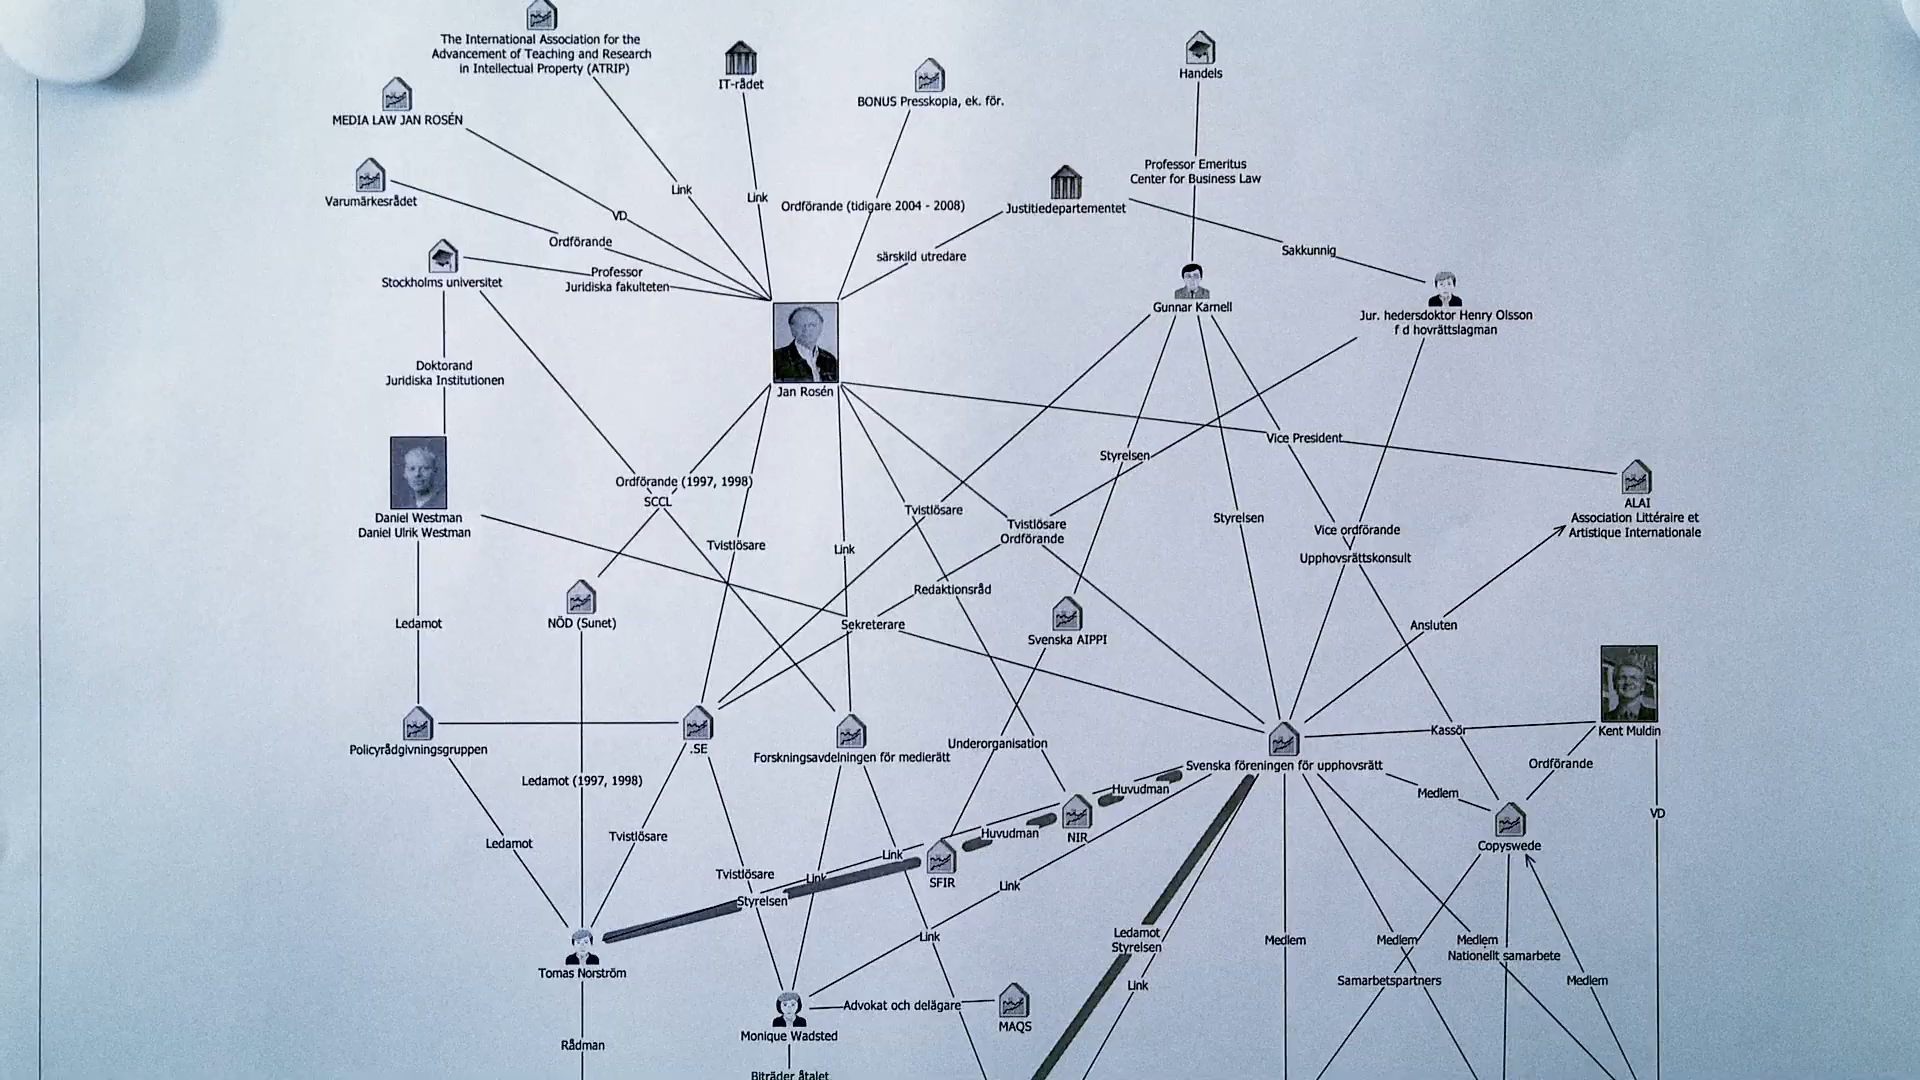 The International Association for the
Advancement of Teaching and Research
in Intellectual Property (ATRIP)
IT-rådet
BONUS Presskopia, ek. för.
Handels
MEDIA LAW JAN ROSÉN
Varumärkesrådet
Link
Link
Ordförande (tidigare 2004 - 2008)
Justitiedepartementet
Professor Emeritus
Center for Business Law
VD
Ordförande
särskild utredare
Sakkunnig
Stockholms universitet
Professor
Juridiska fakulteten
Gunnar Karnell
Jur. hedersdoktor Henry Olsson
f d hovrättslagman
Doktorand
Juridiska Institutionen
Jan Rosén
Vice President
Styrelsen
Ordförande (1997, 1998)
SCCL
Tvistlösare
Tvistlösare
Ordförande
Styrelsen
Vice ordförande
Upphovsrättskonsult
ALAI
Association Littéraire et
Artistique Internationale
Daniel Westman
Daniel Ulrik Westman
Tvistlösare
Link
Redaktionsråd
Ledamot
NÖD (Sunet)
Sekreterare
Svenska AIPPI
Ansluten
Policyrådgivningsgruppen
.SE
Forskningsavdelningen för medierätt
Underorganisation
Svenska föreningen för upphovsrätt
Kassör
Kent Muldin
Ordförande
Ledamot (1997, 1998)
Huvudman
Medlem
VD
Ledamot
Tvistlösare
Huvudman
NIR
Copyswede
Link
Tvistlösare
Link
SFIR
Link
Styrelsen
Link
Ledamot
Styrelsen
Medlem
Medlem
Medlem
Nationellt samarbete
Tomas Norström
Link
Samarbetspartners
Medlem
Advokat och delägare
MAQS
Monique Wadsted
Rådman
Biträder åtalet